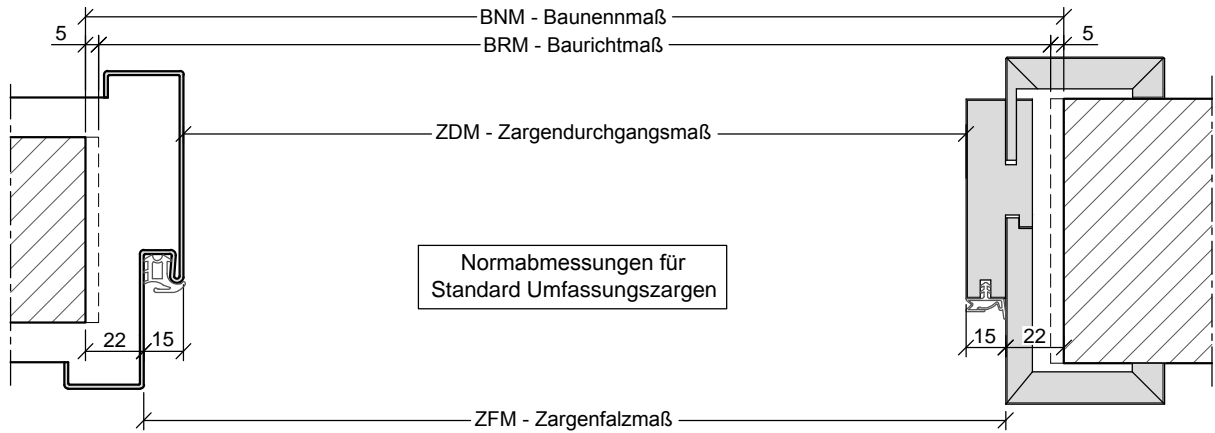 BNM - Baunennmaß
5
5
BRM - Baurichtmaß
ZDM - Zargendurchgangsmaß
Normabmessungen für
Standard Umfassungszargen
22 15
15 22
ZFM - Zargenfalzmaß